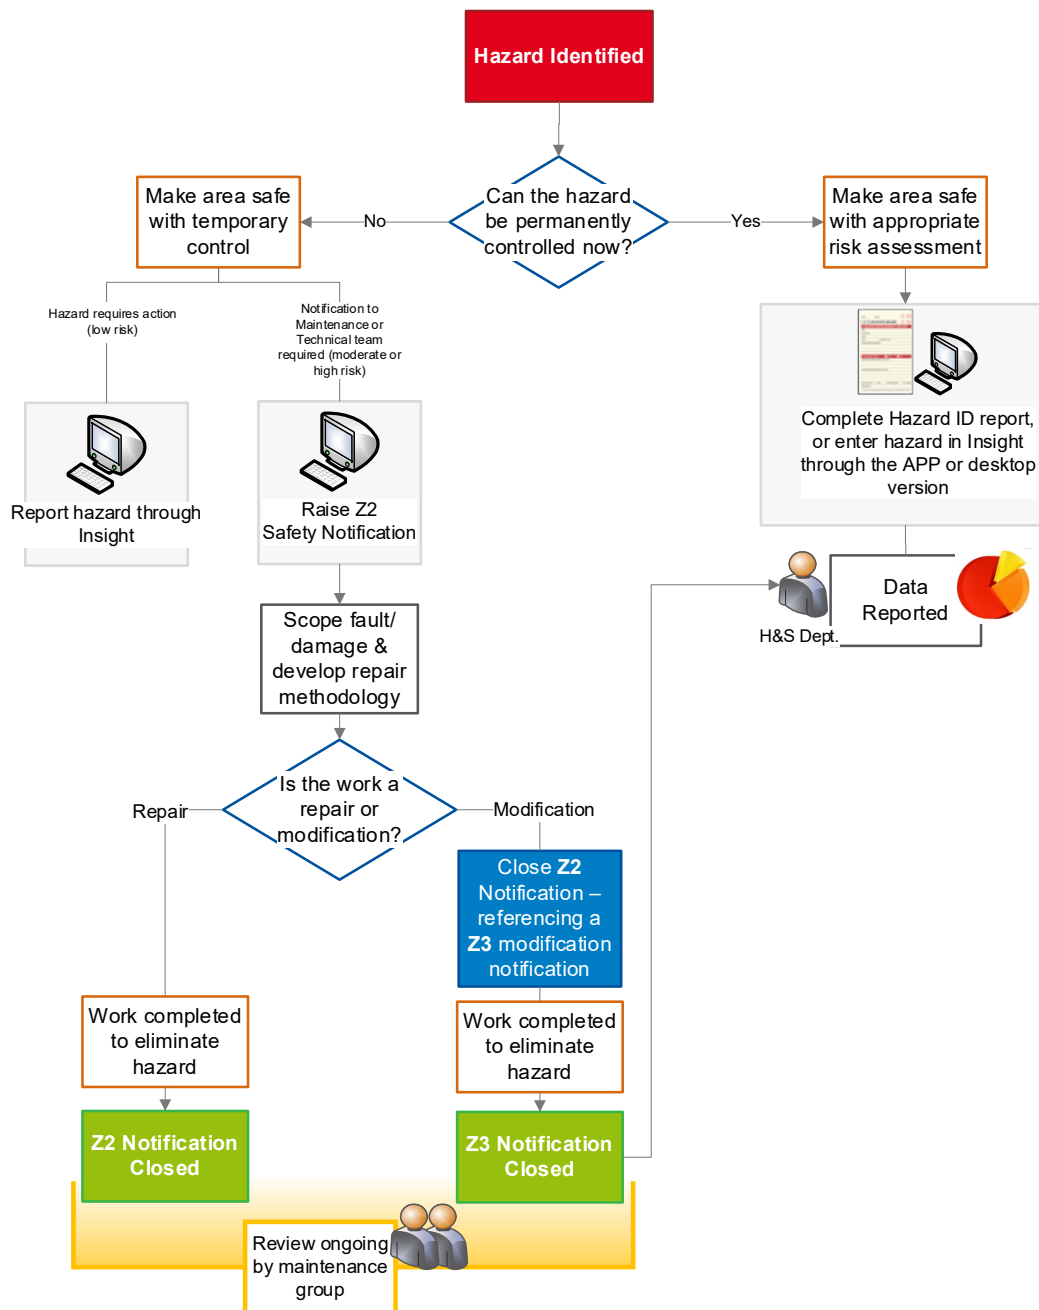 Hazard Identified
Can the hazard
be permanently
controlled now?
No
Yes
Make area safe
with temporary
control
Make area safe
with appropriate
risk assessment
Hazard requires action
(low risk)
Notification to
Maintenance or
Technical team
required (moderate or
high risk)
Complete Hazard ID report,
or enter hazard in Insight
through the APP or desktop
version
Report hazard through
Insight
Raise Z2
Safety Notification
Data
Reported
H&S Dept.
Scope fault/
damage &
develop repair
methodology
Is the work a
repair or
modification?
Repair
Modification
Close Z2
Notification –
referencing a
Z3 modification
notification
Work completed
to eliminate
hazard
Work completed
to eliminate
hazard
Z2 Notification
Closed
Z3 Notification
Closed
Review ongoing
by maintenance
group